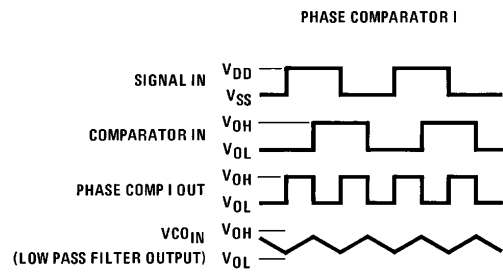 PHASE COMPARATOR I
SIGNAL IN
VDD
VSS
COMPARATOR IN
VOH
VOL
PHASE COMP I OUT
VOH
VOL
VCOIN
(LOW PASS FILTER OUTPUT)
VOH
VOL